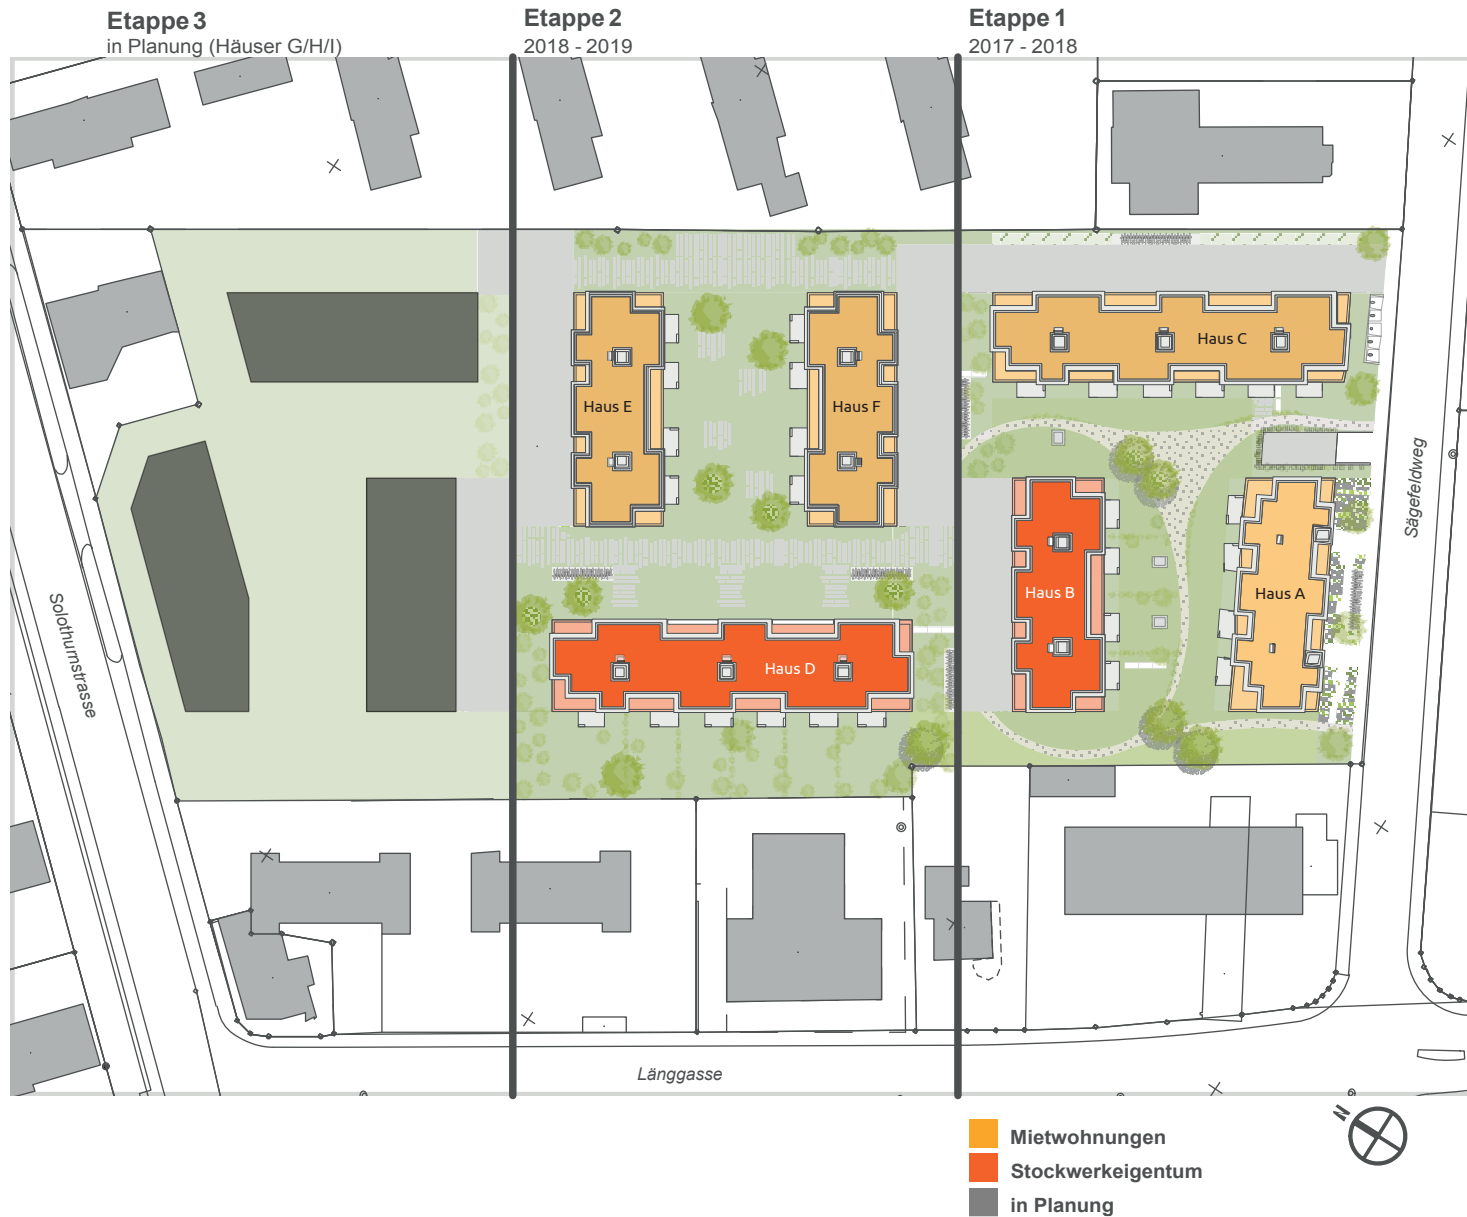 Etappe 3
in Planung (Häuser G/H/I)
Etappe 2
2018 - 2019
Etappe 1
2017 - 2018
Haus C
Haus E
Haus F
Haus B
Haus A
Haus D
Sägefeldweg
Solothurnstrasse
Länggasse
N
Mietwohnungen
Stockwerkeigentum
in Planung